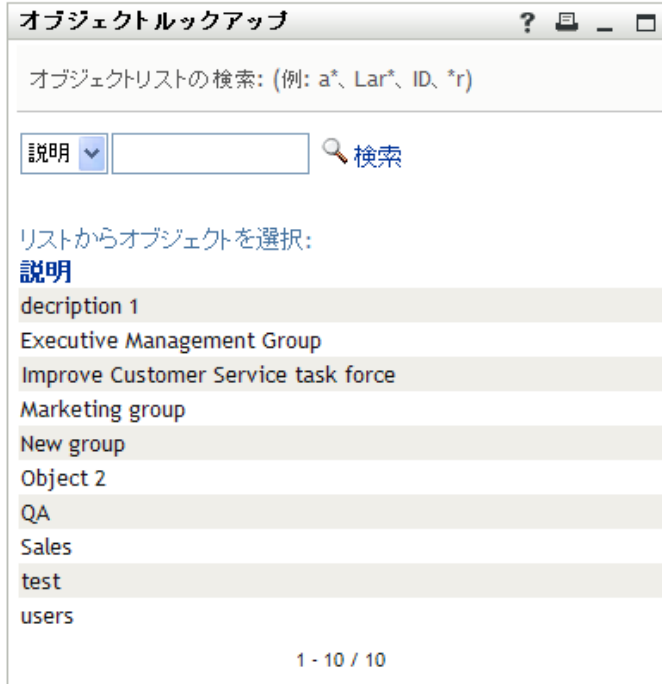 オブジェクトルックアップ ?
オブジェクトリストの検索: (例: a*、Lar*、ID、*r)
説明 検索
リストからオブジェクトを選択:
説明
decription 1
Executive Management Group
Improve Customer Service task force
Marketing group
New group
Object 2
QA
Sales
test
users
1 - 10 / 10